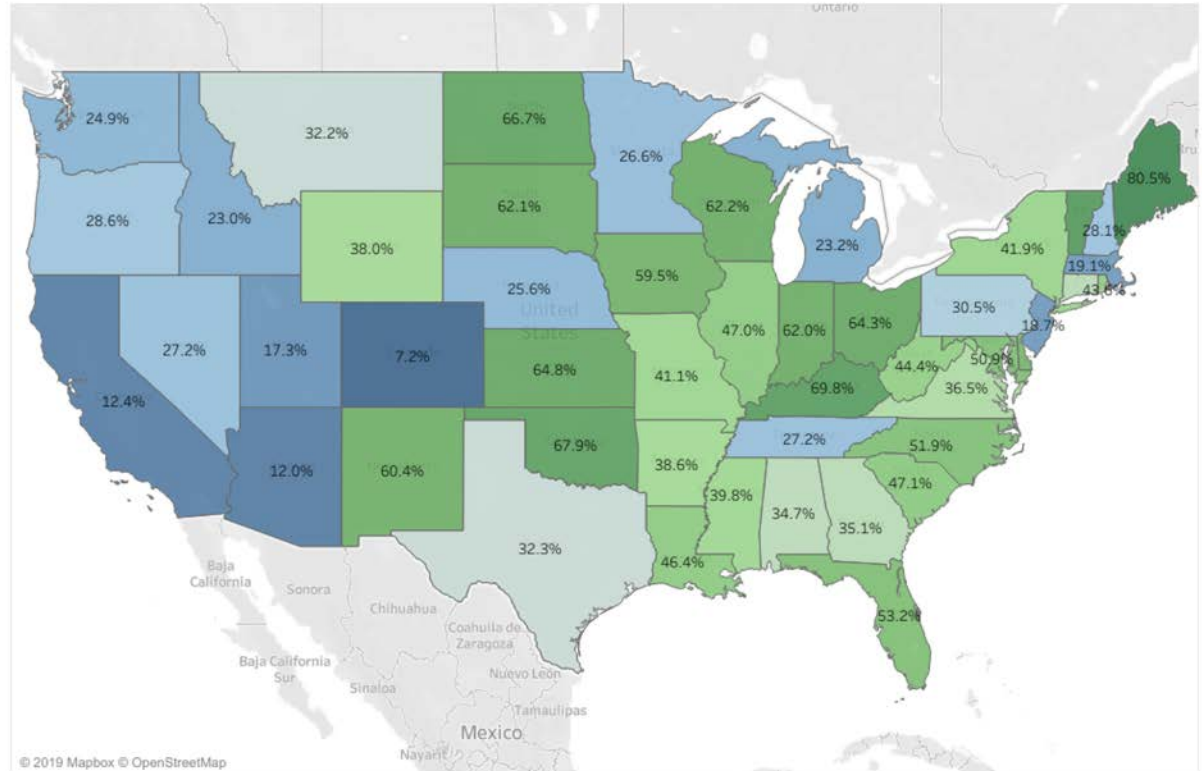 Ontario
24.9%
32.2%
66.7%
26.6%
80.5%
28.6%
23.0%
38.0%
62.1%
62.2%
23.2%
41.9%
28.1%
19.1%
43.6%
25.6%
59.5%
30.5%
18.7%
United
States
12.4%
27.2%
17.3%
7.2%
64.8%
41.1%
47.0%
62.0%
64.3%
44.4%
50.9%
36.5%
69.8%
12.0%
60.4%
67.9%
38.6%
27.2%
51.9%
47.1%
39.8%
34.7%
35.1%
32.3%
46.4%
53.2%
Baja
California
Sonora
Chihuahua
Coahuila de
Zaragoza
Baja California
Sur
Sinaloa
Nuevo León
Tamaulipas
Mexico
Nayarit
© 2019 Mapbox © OpenStreetMap